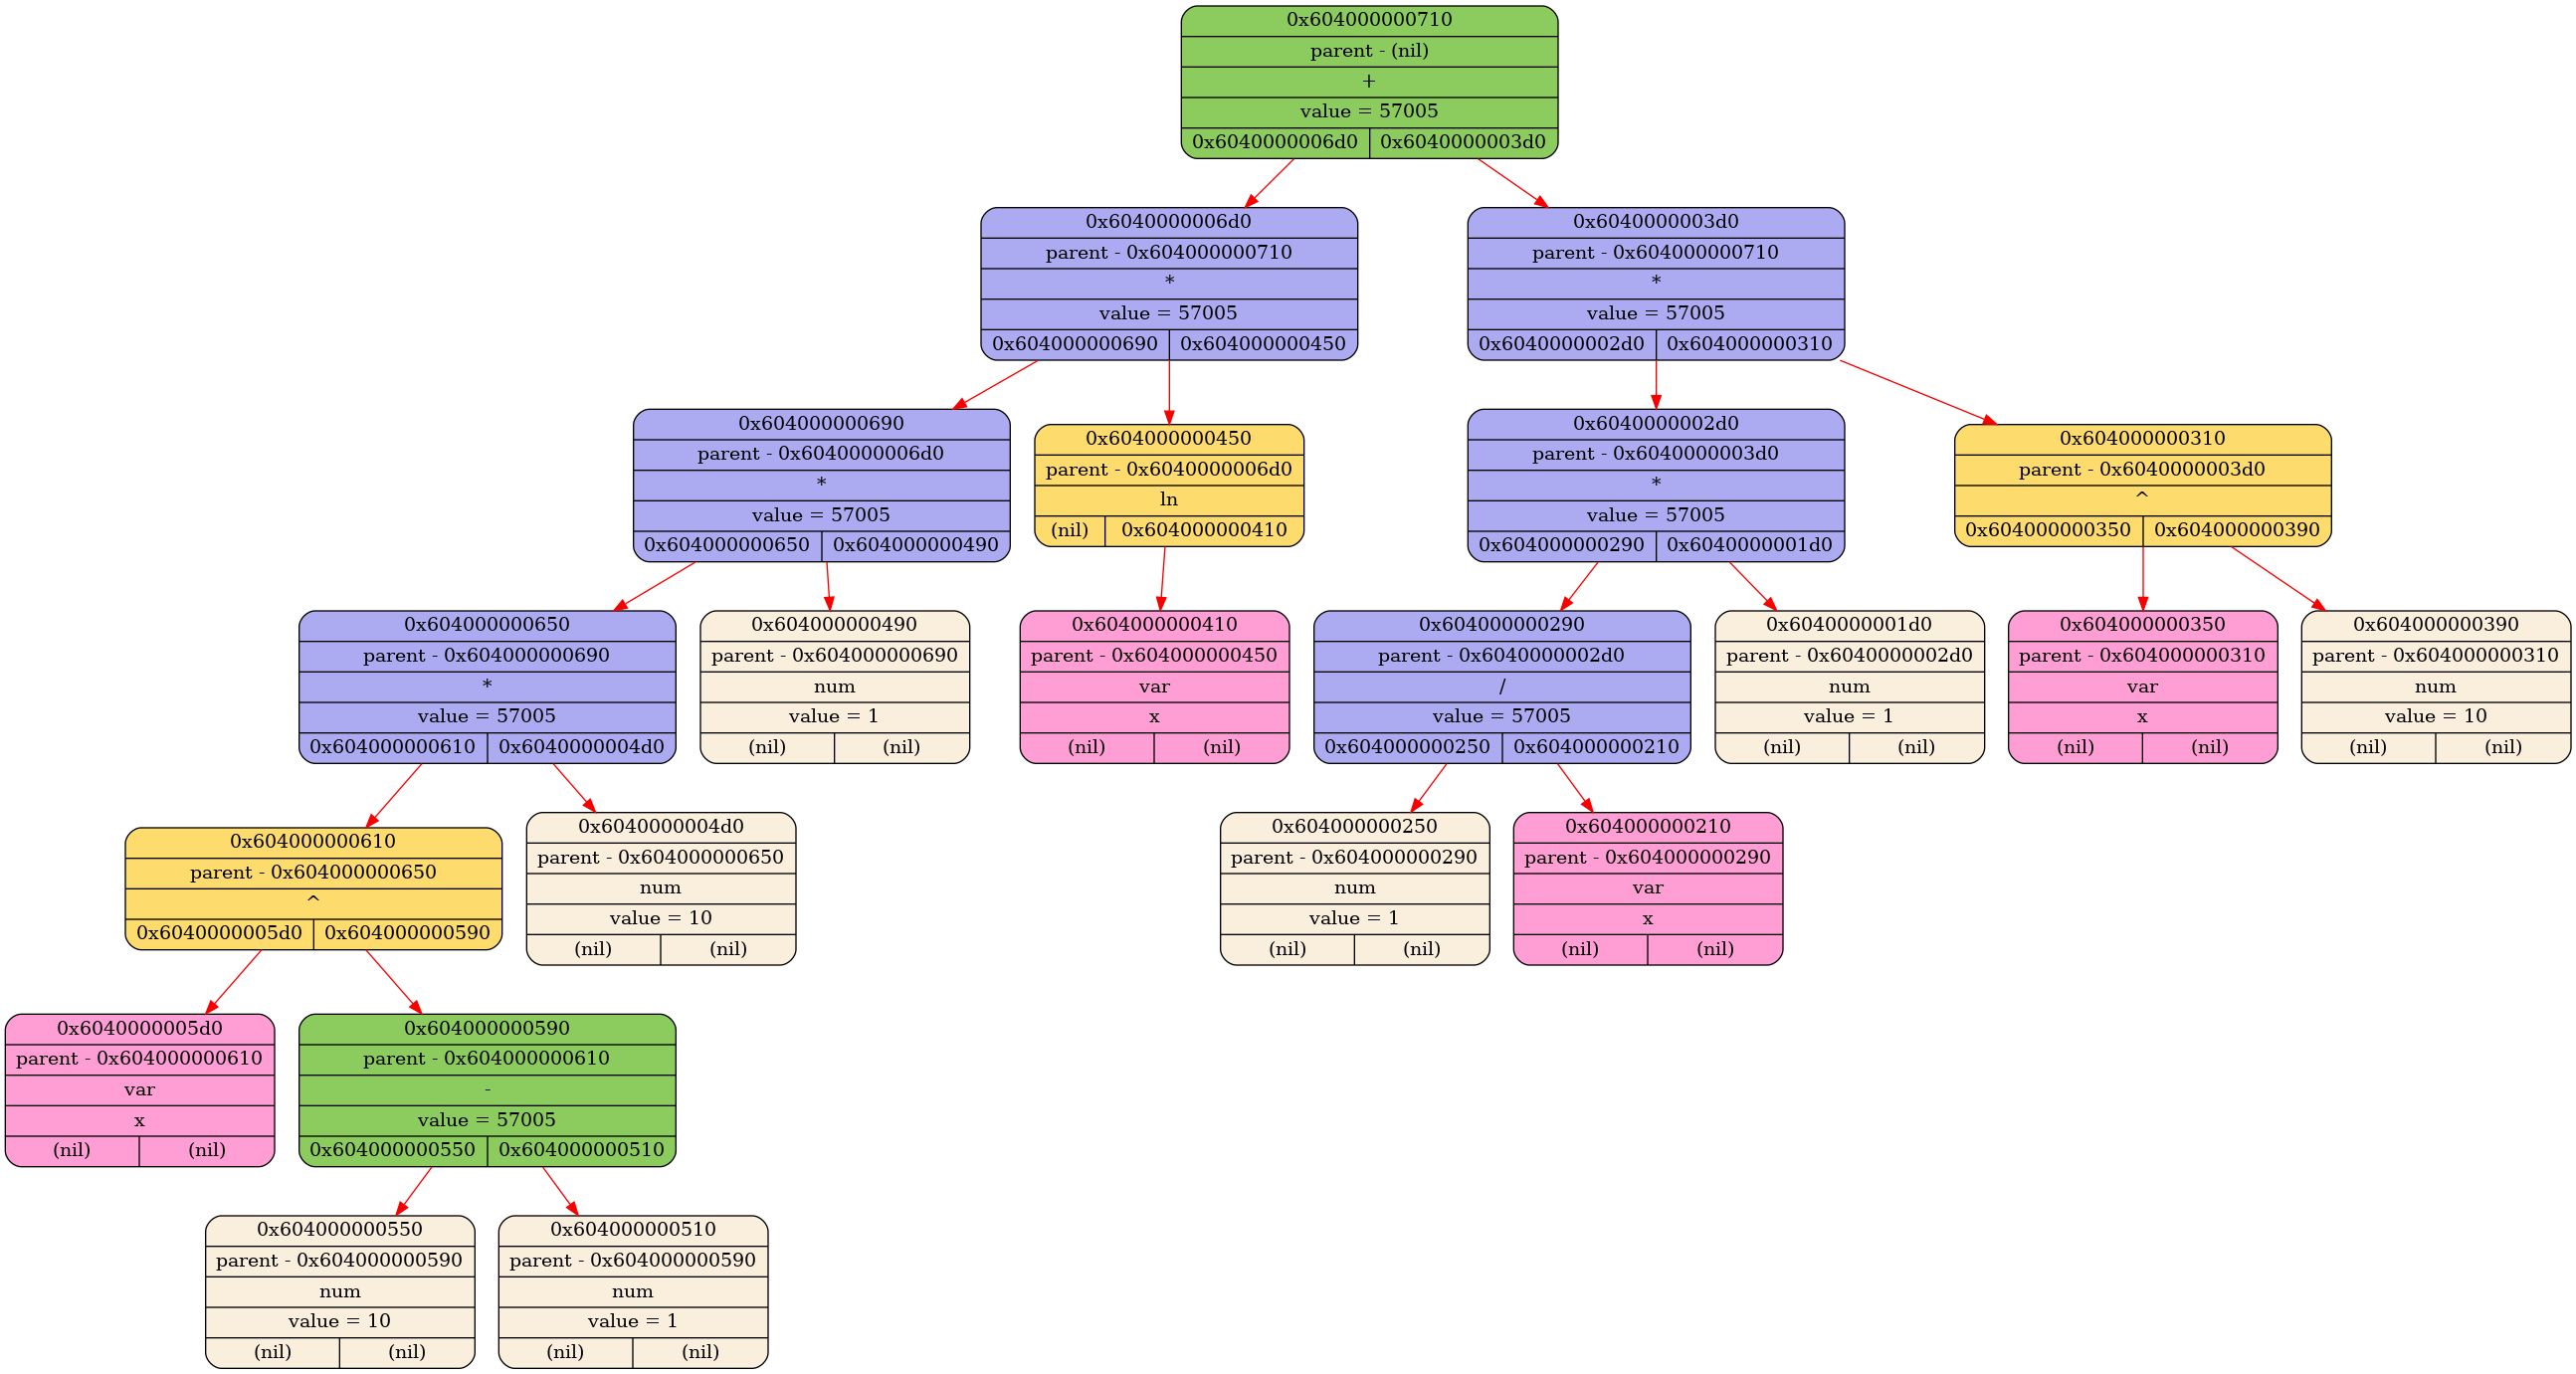 0x604000000710
parent - (nil)
+
value = 57005
0x6040000006d0 0x6040000003d0
0x6040000006d0
parent - 0x604000000710
*
value = 57005
0x604000000690 0x604000000450
0x6040000003d0
parent - 0x604000000710
*
value = 57005
0x6040000002d0 0x604000000310
0x604000000690
parent - 0x6040000006d0
*
value = 57005
0x604000000650 0x604000000490
0x604000000450
parent - 0x6040000006d0
ln
(nil) 0x604000000410
0x6040000002d0
parent - 0x6040000003d0
*
value = 57005
0x604000000290 0x6040000001d0
0x604000000310
parent - 0x6040000003d0
^
0x604000000350 0x604000000390
0x604000000650
parent - 0x604000000690
*
value = 57005
0x604000000610 0x6040000004d0
0x604000000490
parent - 0x604000000690
num
value = 1
(nil) (nil)
0x604000000410
parent - 0x604000000450
var
x
(nil) (nil)
0x604000000290
parent - 0x6040000002d0
/
value = 57005
0x604000000250 0x604000000210
0x6040000001d0
parent - 0x6040000002d0
num
value = 1
(nil) (nil)
0x604000000350
parent - 0x604000000310
var
x
(nil) (nil)
0x604000000390
parent - 0x604000000310
num
value = 10
(nil) (nil)
0x604000000610
parent - 0x604000000650
^
0x6040000005d0 0x604000000590
0x6040000004d0
parent - 0x604000000650
num
value = 10
(nil) (nil)
0x604000000250
parent - 0x604000000290
num
value = 1
(nil) (nil)
0x604000000210
parent - 0x604000000290
var
x
(nil) (nil)
0x6040000005d0
parent - 0x604000000610
var
x
(nil) (nil)
0x604000000590
parent - 0x604000000610
-
value = 57005
0x604000000550 0x604000000510
0x604000000550
parent - 0x604000000590
num
value = 10
(nil) (nil)
0x604000000510
parent - 0x604000000590
num
value = 1
(nil) (nil)